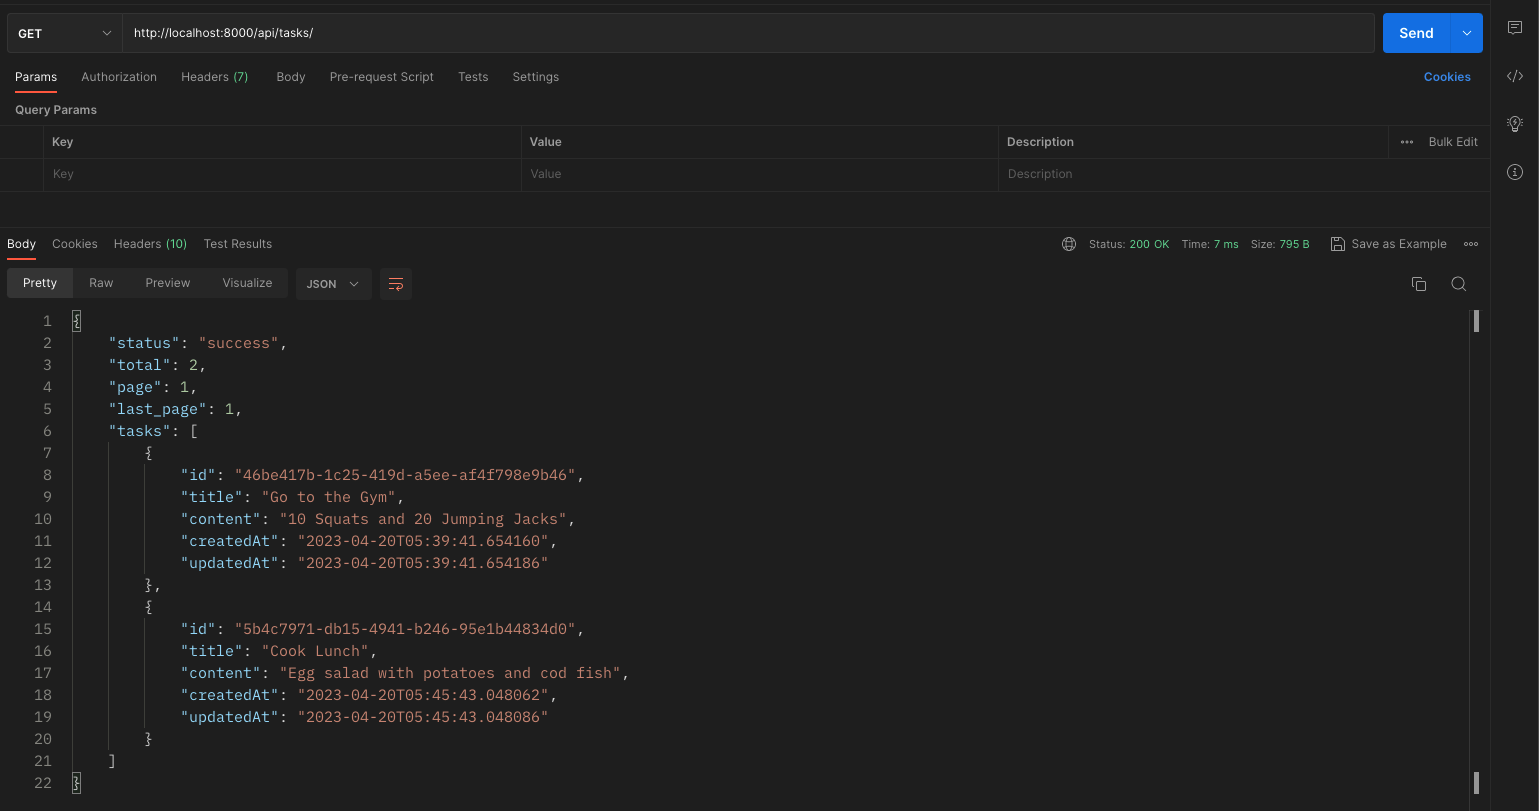 GET http://localhost:8000/api/tasks/ Send
Params Authorization Headers (7) Body Pre-request Script Tests Settings Cookies
Query Params
Key Value Description ••• Bulk Edit
Key Value Description
Body Cookies Headers (10) Test Results Status: 200 OK Time: 7 ms Size: 795 B Save as Example
Pretty Raw Preview Visualize JSON
1 {
2 "status": "success",
3 "total": 2,
4 "page": 1,
5 "last_page": 1,
6 "tasks": [
7 {
8 "id": "46be417b-1c25-419d-a5ee-af4f798e9b46",
9 "title": "Go to the Gym",
10 "content": "10 Squats and 20 Jumping Jacks",
11 "createdAt": "2023-04-20T05:39:41.654160",
12 "updatedAt": "2023-04-20T05:39:41.654186"
13 },
14 {
15 "id": "5b4c7971-db15-4941-b246-95e1b44834d0",
16 "title": "Cook Lunch",
17 "content": "Egg salad with potatoes and cod fish",
18 "createdAt": "2023-04-20T05:45:43.048062",
19 "updatedAt": "2023-04-20T05:45:43.048086"
20 }
21 ]
22 }